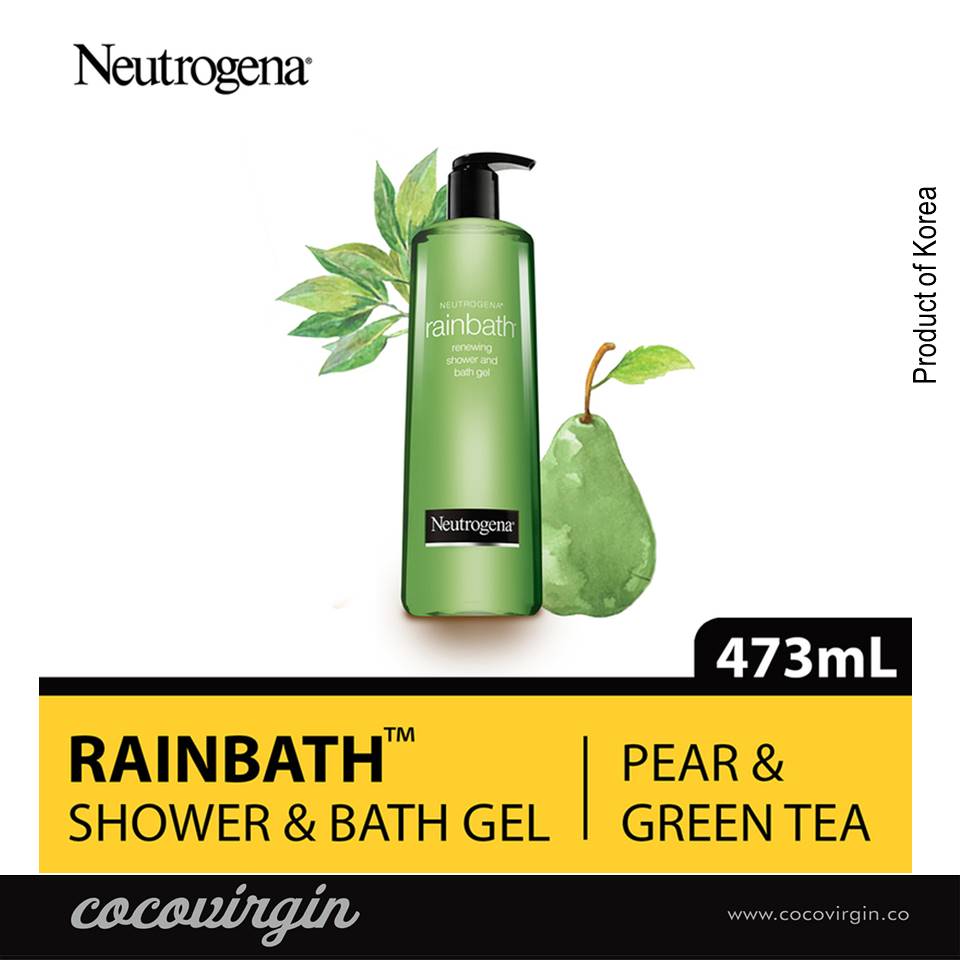 Neutrogena®
Product of Korea
NEUTROGENA®
rainbath®
renewing
shower and
bath gel
Neutrogena®
473mL
RAINBATH™
SHOWER & BATH GEL
PEAR &
GREEN TEA
cocovirgin
www.cocovirgin.co